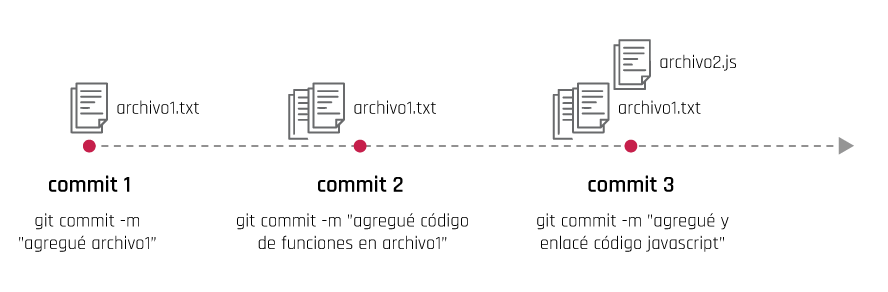 archivo2.js
archivo1.txt
archivo1.txt
archivo1.txt
commit 1
commit 2
commit 3
git commit -m
"agregué archivo1"
git commit -m "agregué código
de funciones en archivo1"
git commit -m "agregué y
enlacé código javascript"